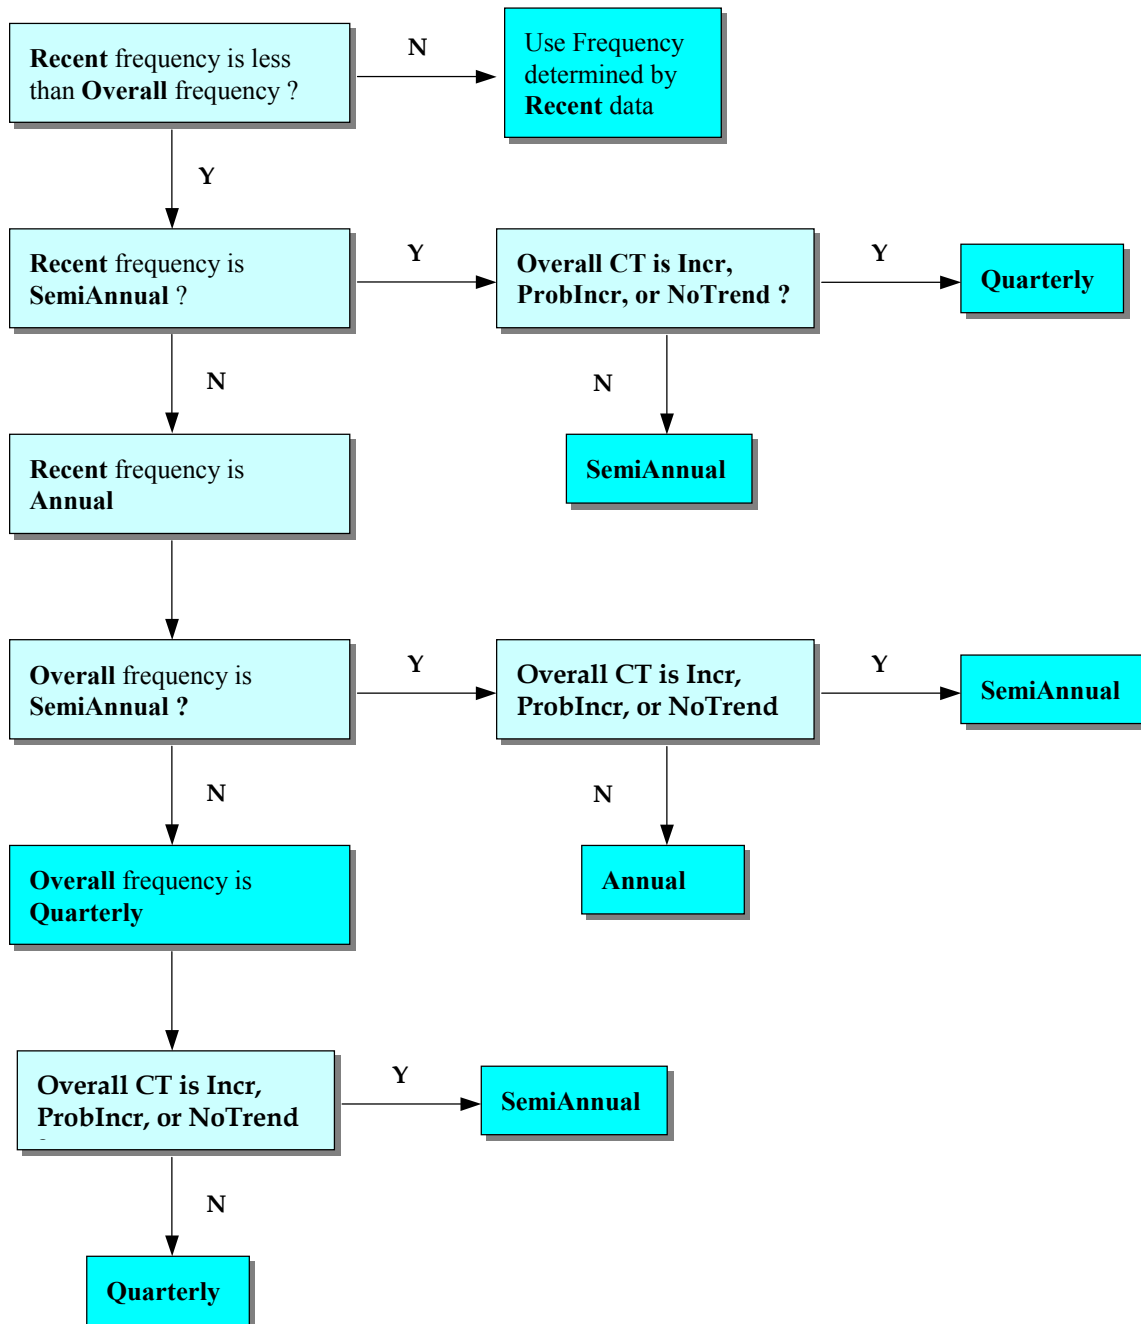 Recent frequency is less
than Overall frequency ?
N
Use Frequency
determined by
Recent data
Y
Recent frequency is
SemiAnnual ?
Y
Overall CT is Incr,
ProbIncr, or NoTrend ?
Y
Quarterly
N
N
SemiAnnual
Recent frequency is
Annual
Overall frequency is
SemiAnnual ?
Y
Overall CT is Incr,
ProbIncr, or NoTrend
Y
SemiAnnual
N
N
Overall frequency is
Quarterly
Annual
Overall CT is Incr,
ProbIncr, or NoTrend
Y
SemiAnnual
N
Quarterly